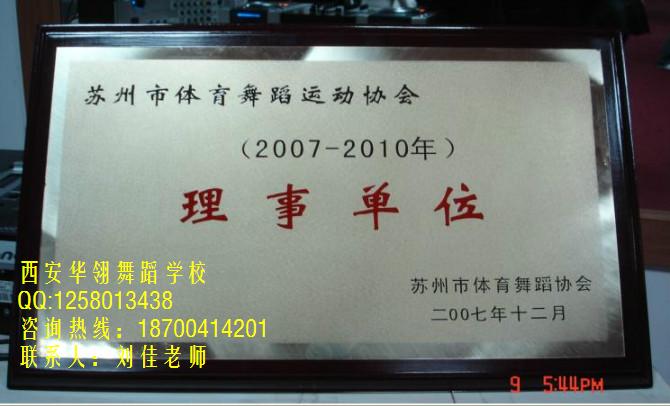 苏州市体育舞蹈运动协会
（2007-2010年）
理事单位
苏州市体育舞蹈协会
二00七年十二月
西安华翎舞蹈学校
QQ:1258013438
咨询热线：18700414201
联系人：刘佳老师
9 5:44PM